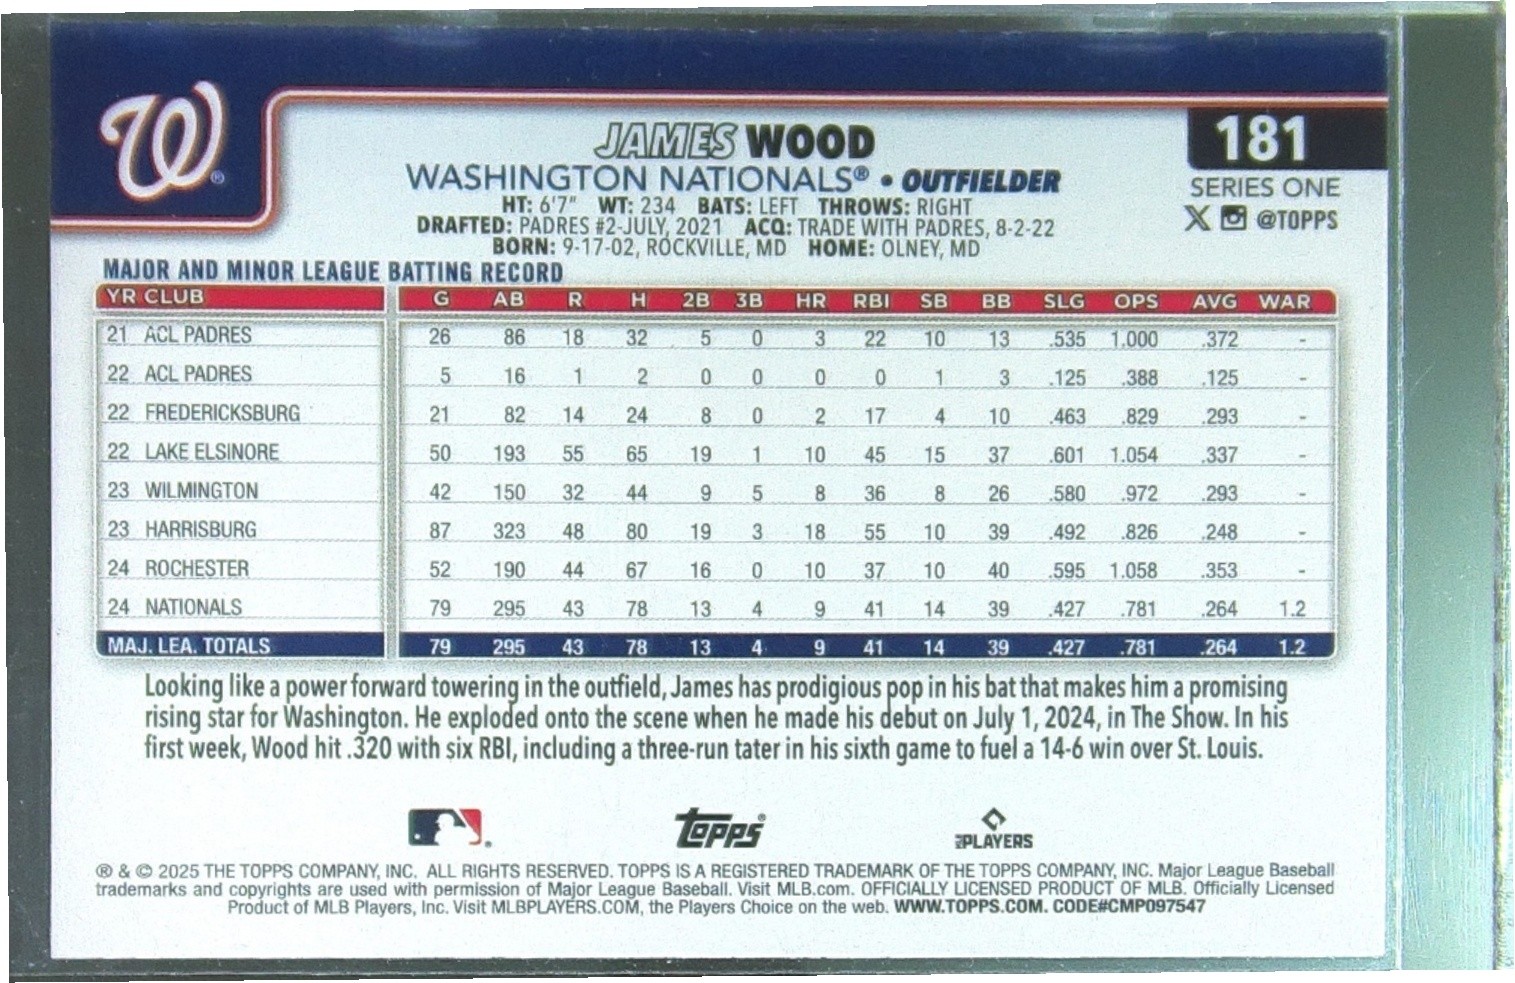 W®
JAMES WOOD
181
WASHINGTON NATIONALS® • OUTFIELDER
SERIES ONE
HT: 6'7" WT: 234 BATS: LEFT THROWS: RIGHT
DRAFTED: PADRES #2-JULY, 2021 ACQ: TRADE WITH PADRES, 8-2-22
@TOPPS
BORN: 9-17-02, ROCKVILLE, MD HOME: OLNEY, MD
MAJOR AND MINOR LEAGUE BATTING RECORD
YR CLUB G AB R H 2B 3B HR RBI SB BB SLG OPS AVG WAR
21 ACL PADRES 26 86 18 32 5 0 3 22 10 13 .535 1.000 .372 -
22 ACL PADRES 5 16 1 2 0 0 0 0 1 3 .125 .388 .125 -
22 FREDERICKSBURG 21 82 14 24 8 0 2 17 4 10 .463 .829 .293 -
22 LAKE ELSINORE 50 193 55 65 19 1 10 45 15 37 .601 1.054 .337 -
23 WILMINGTON 42 150 32 44 9 5 8 36 8 26 .580 .972 .293 -
23 HARRISBURG 87 323 48 80 19 3 18 55 10 39 .492 .826 .248 -
24 ROCHESTER 52 190 44 67 16 0 10 37 10 40 .595 1.058 .353 -
24 NATIONALS 79 295 43 78 13 4 9 41 14 39 .427 .781 .264 1.2
MAJ. LEA. TOTALS 79 295 43 78 13 4 9 41 14 39 .427 .781 .264 1.2
Looking like a power forward towering in the outfield, James has prodigious pop in his bat that makes him a promising
rising star for Washington. He exploded onto the scene when he made his debut on July 1, 2024, in The Show. In his
first week, Wood hit .320 with six RBI, including a three-run tater in his sixth game to fuel a 14-6 win over St. Louis.
Topps® PLAYERS
® & © 2025 THE TOPPS COMPANY, INC. ALL RIGHTS RESERVED. TOPPS IS A REGISTERED TRADEMARK OF THE TOPPS COMPANY, INC. Major League Baseball
trademarks and copyrights are used with permission of Major League Baseball. Visit MLB.com. OFFICIALLY LICENSED PRODUCT OF MLB. Officially Licensed
Product of MLB Players, Inc. Visit MLBPLAYERS.COM, the Players Choice on the web. WWW.TOPPS.COM. CODE#CMP097547